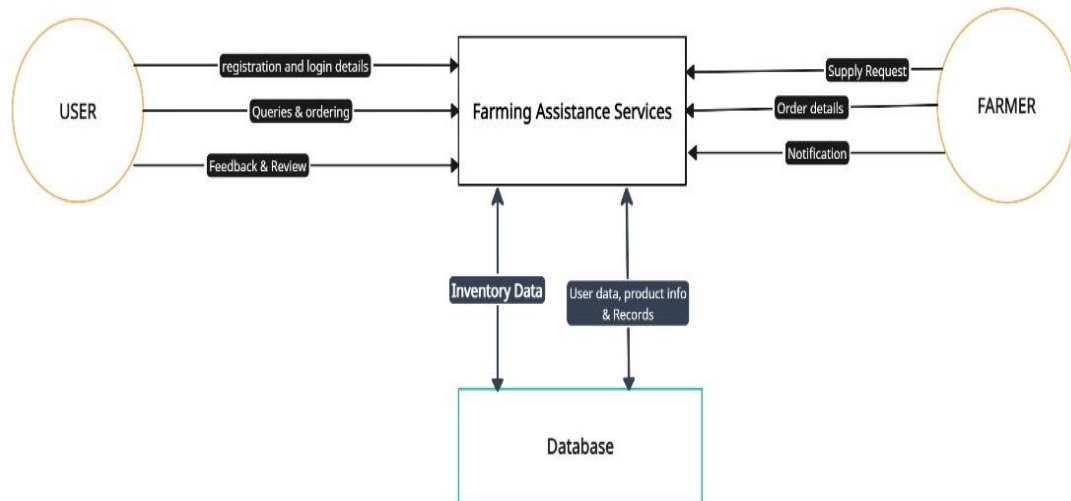 USER
registration and login details
Queries & ordering
Feedback & Review
Farming Assistance Services
Supply Request
Order details
Notification
FARMER
Inventory Data
User data, product info
& Records
Database